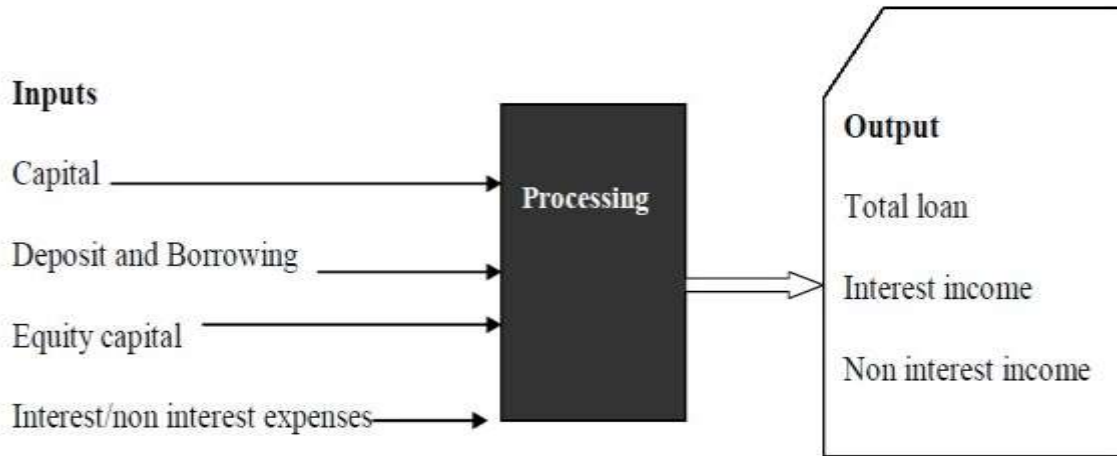 Inputs
Capital
Deposit and Borrowing
Equity capital
Interest/non interest expenses
Processing
Output
Total loan
Interest income
Non interest income